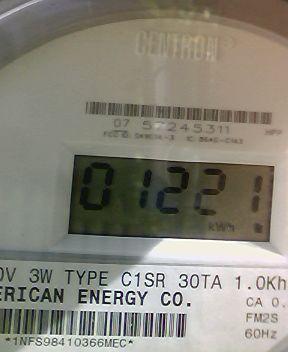 CENTRON
07 57245311
HPP
01221
kWh
0V 3W TYPE C1SR 30TA 1.0Kh
ERICAN ENERGY CO.
CA 0.
FM2S
60Hz
*1NFS98410366MEC*